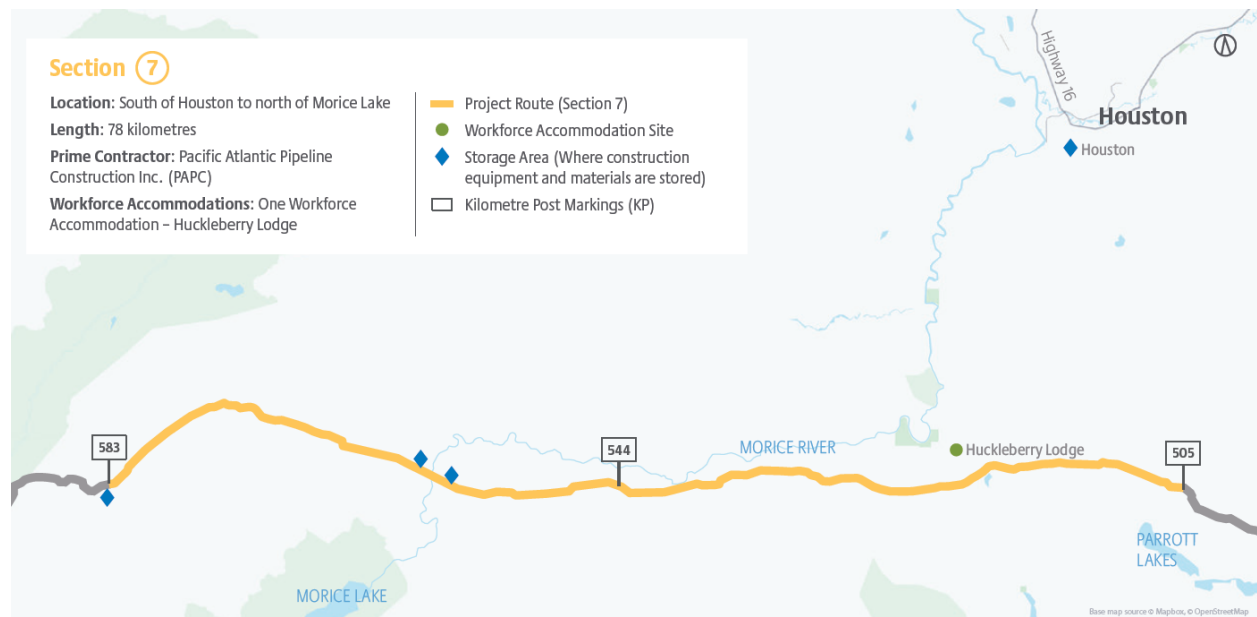 Section 7
Location: South of Houston to north of Morice Lake
Length: 78 kilometres
Prime Contractor: Pacific Atlantic Pipeline
Construction Inc. (PAPC)
Workforce Accommodations: One Workforce
Accommodation – Huckleberry Lodge
Project Route (Section 7)
Workforce Accommodation Site
Storage Area (Where construction
equipment and materials are stored)
Kilometre Post Markings (KP)
Highway 16
Houston
Houston
583
544
MORICE RIVER
Huckleberry Lodge
505
PARROTT
LAKES
MORICE LAKE
Base map source © Mapbox, © OpenStreetMap